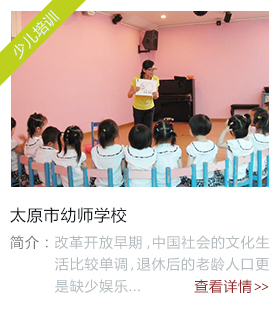 少儿培训
太原市幼师学校
简介：改革开放早期，中国社会的文化生
活比较单调，退休后的老龄人口更
是缺少娱乐... 查看详情>>